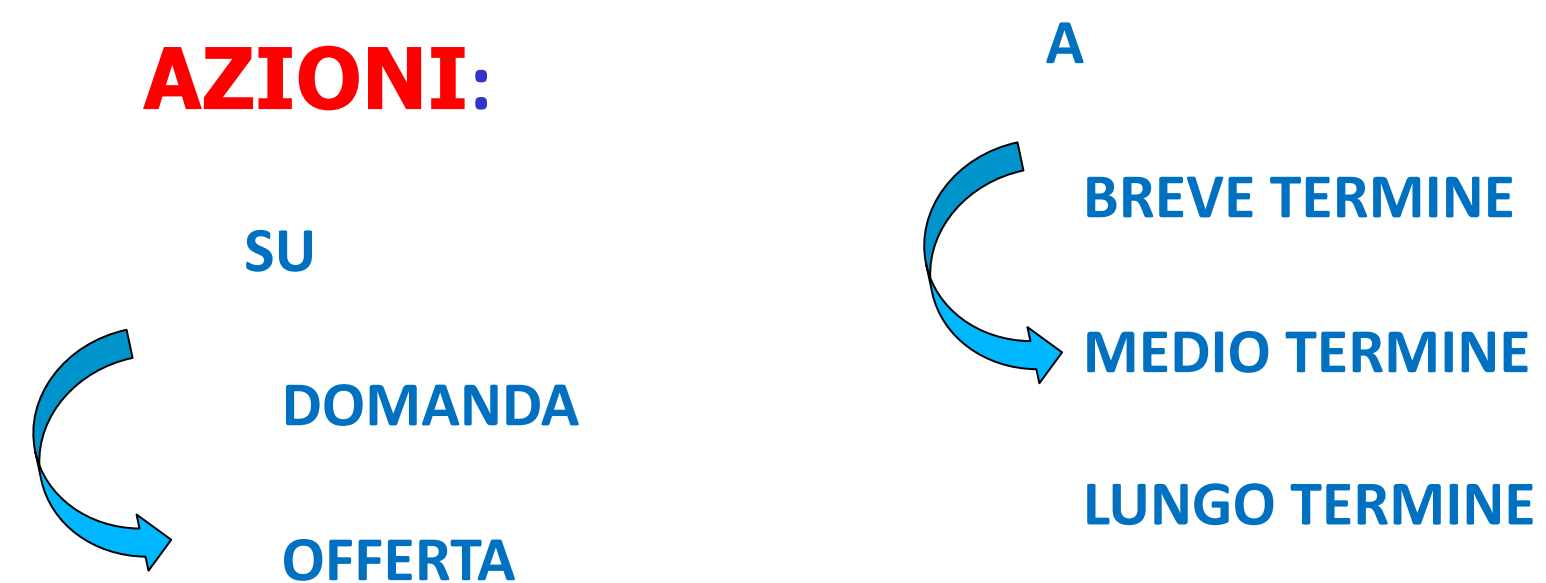 AZIONI:
SU
DOMANDA
OFFERTA
A
BREVE TERMINE
MEDIO TERMINE
LUNGO TERMINE